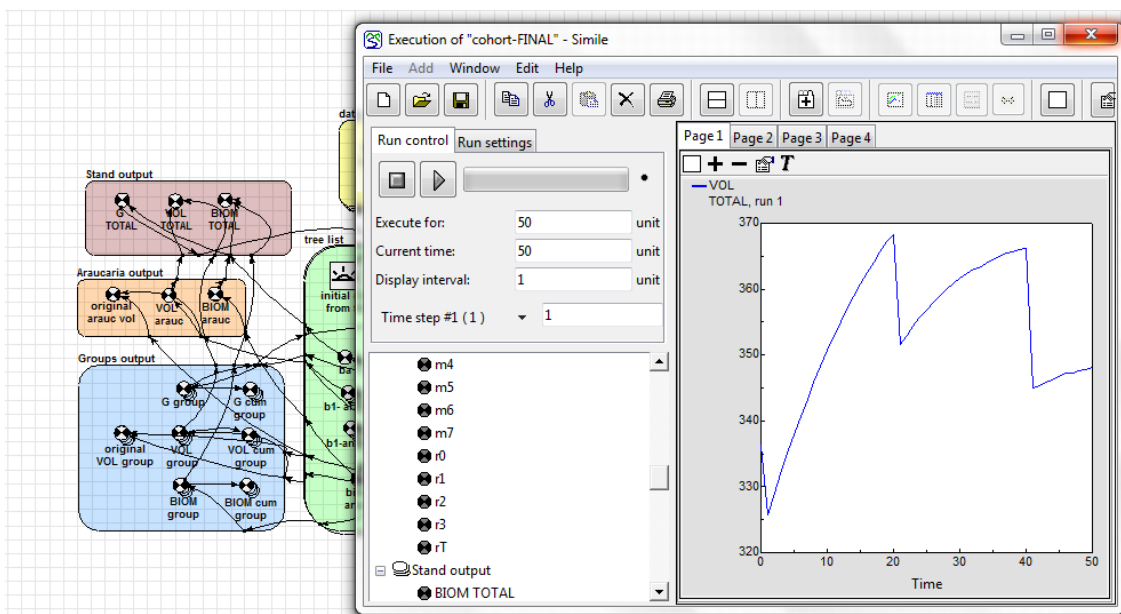 Execution of "cohort-FINAL" - Simile
File Add Window Edit Help
Run control Run settings
Execute for: 50 unit
Current time: 50 unit
Display interval: 1 unit
Time step #1 ( 1 ) 1
m4
m5
m6
m7
r0
r1
r2
r3
rT
Stand output
BIOM TOTAL
Page 1 Page 2 Page 3 Page 4
T
VOL
TOTAL, run 1
370
360
350
340
330
320
0 10 20 30 40 50
Time
Stand output
G
TOTAL
VOL
TOTAL
BIOM
TOTAL
Araucaria output
original
arauc vol
VOL
arauc
BIOM
arauc
Groups output
G group
G cum
group
original
VOL group
VOL
group
VOL cum
group
BIOM
group
BIOM cum
group
tree list
initial
from